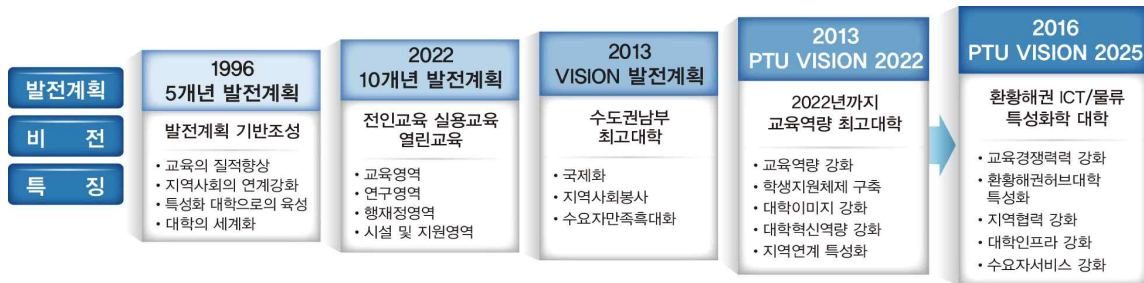 발전계획
비 전
특 징
1996
5개년 발전계획
발전계획 기반조성
• 교육의 질적향상
• 지역사회의 연계강화
• 특성화 대학으로의 육성
• 대학의 세계화
2022
10개년 발전계획
전인교육 실용교육
열린교육
• 교육영역
• 연구영역
• 행재정영역
• 시설 및 지원영역
2013
VISION 발전계획
수도권남부
최고대학
• 국제화
• 지역사회봉사
• 수요자만족흑대화
2013
PTU VISION 2022
2022년까지
교육역량 최고대학
• 교육역량 강화
• 학생지원체제 구축
• 대학이미지 강화
• 대학혁신역량 강화
• 지역연계 특성화
2016
PTU VISION 2025
환황해권 ICT/물류
특성화학 대학
• 교육경쟁력력 강화
• 환황해권허브대학
특성화
• 지역협력 강화
• 대학인프라 강화
• 수요자서비스 강화